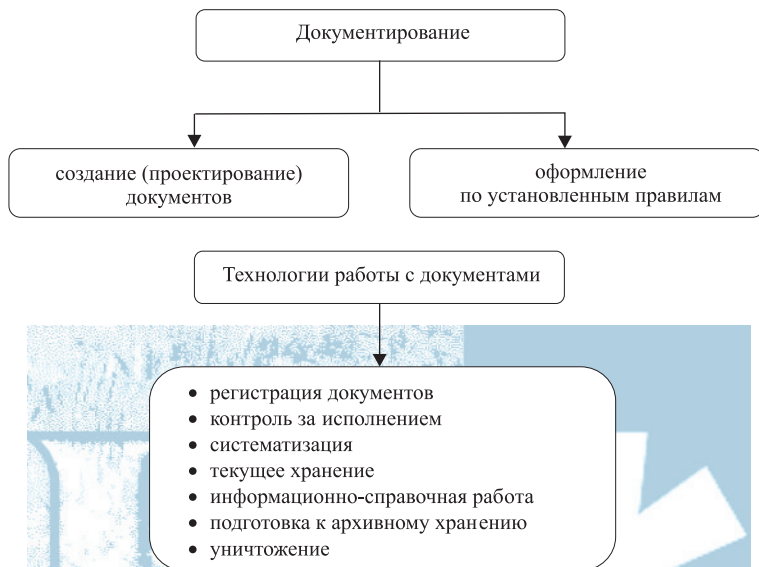 Документирование
создание (проектирование)
документов
оформление
по установленным правилам
Технологии работы с документами
• регистрация документов
• контроль за исполнением
• систематизация
• текущее хранение
• информационно-справочная работа
• подготовка к архивному хранению
• уничтожение